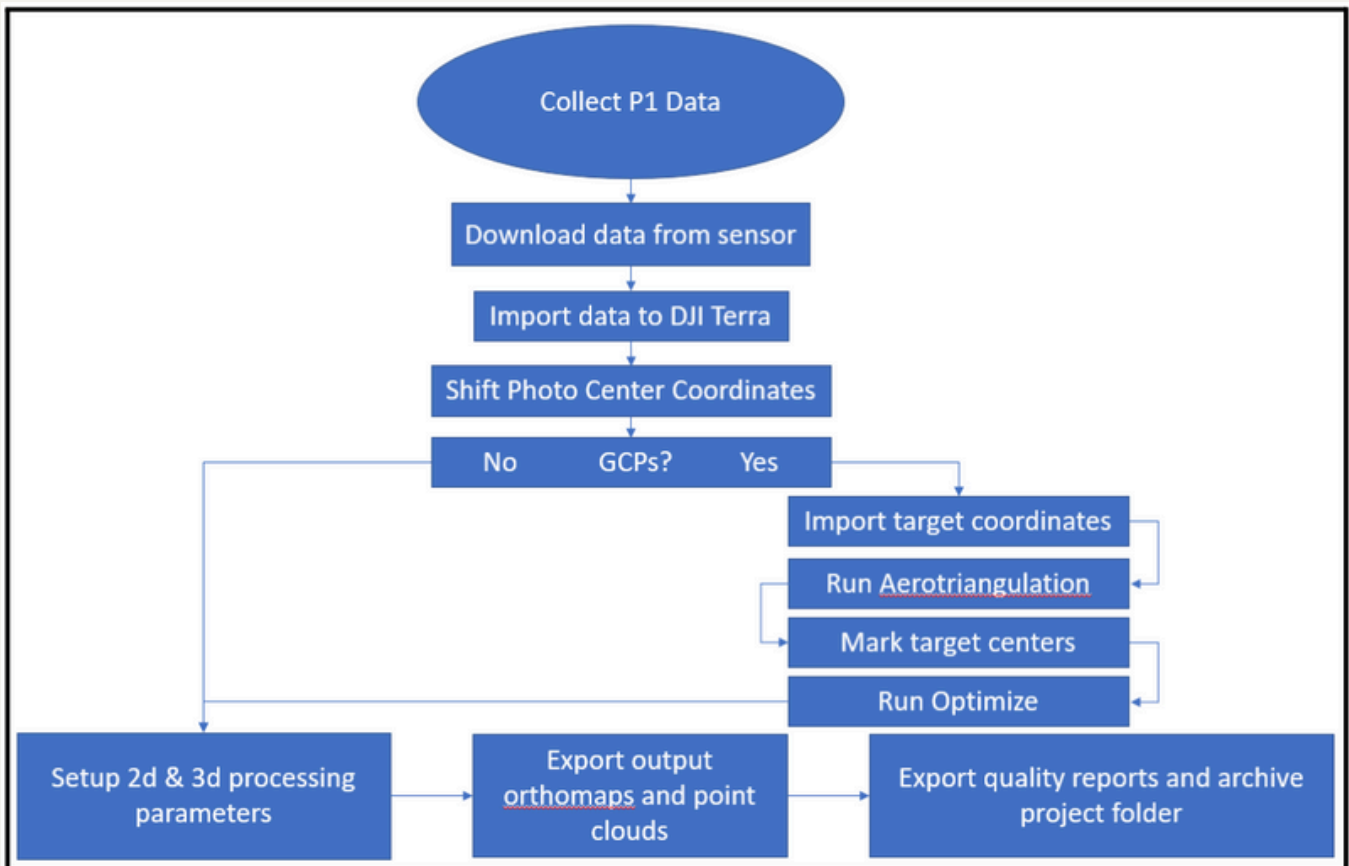 Collect P1 Data
Download data from sensor
Import data to DJI Terra
Shift Photo Center Coordinates
No GCPs? Yes
Import target coordinates
Run Aerotriangulation
Mark target centers
Run Optimize
Setup 2d & 3d processing
parameters
Export output
orthomaps and point
clouds
Export quality reports and archive
project folder